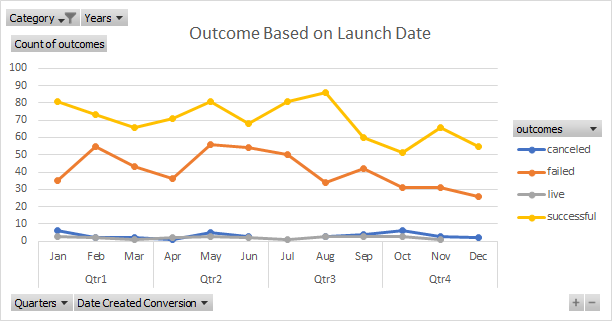 Category Years
Outcome Based on Launch Date
Count of outcomes
100
90
80
70
60
50
40
30
20
10
0
Jan Feb Mar Apr May Jun Jul Aug Sep Oct Nov Dec
Qtr1 Qtr2 Qtr3 Qtr4
outcomes
canceled
failed
live
successful
Quarters Date Created Conversion
+ −